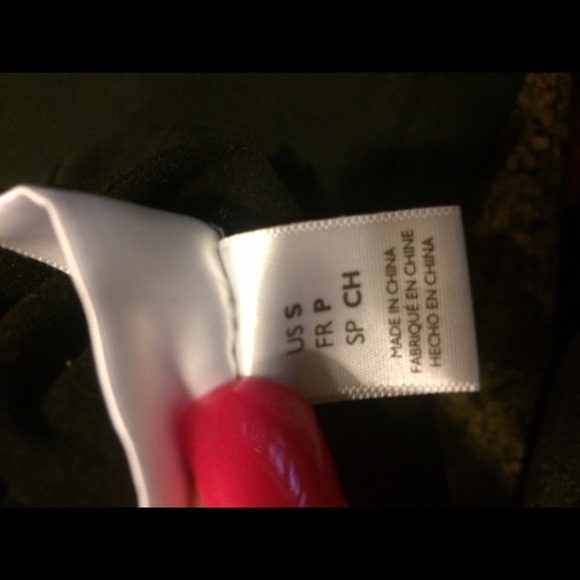 US S
FR P
SP CH
MADE IN CHINA
FABRIQUÉ EN CHINE
HECHO EN CHINA